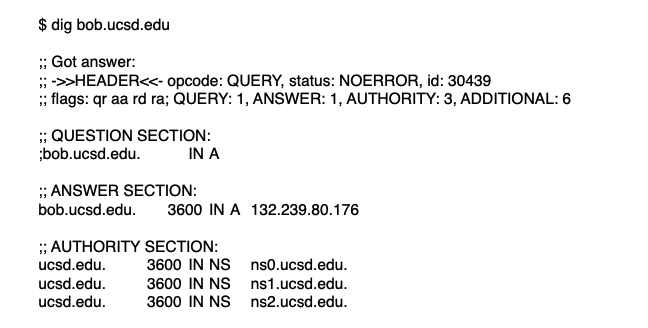 $ dig bob.ucsd.edu
;; Got answer:
;; ->>HEADER<<- opcode: QUERY, status: NOERROR, id: 30439
;; flags: qr aa rd ra; QUERY: 1, ANSWER: 1, AUTHORITY: 3, ADDITIONAL: 6
;; QUESTION SECTION:
;bob.ucsd.edu. IN A
;; ANSWER SECTION:
bob.ucsd.edu. 3600 IN A 132.239.80.176
;; AUTHORITY SECTION:
ucsd.edu. 3600 IN NS ns0.ucsd.edu.
ucsd.edu. 3600 IN NS ns1.ucsd.edu.
ucsd.edu. 3600 IN NS ns2.ucsd.edu.